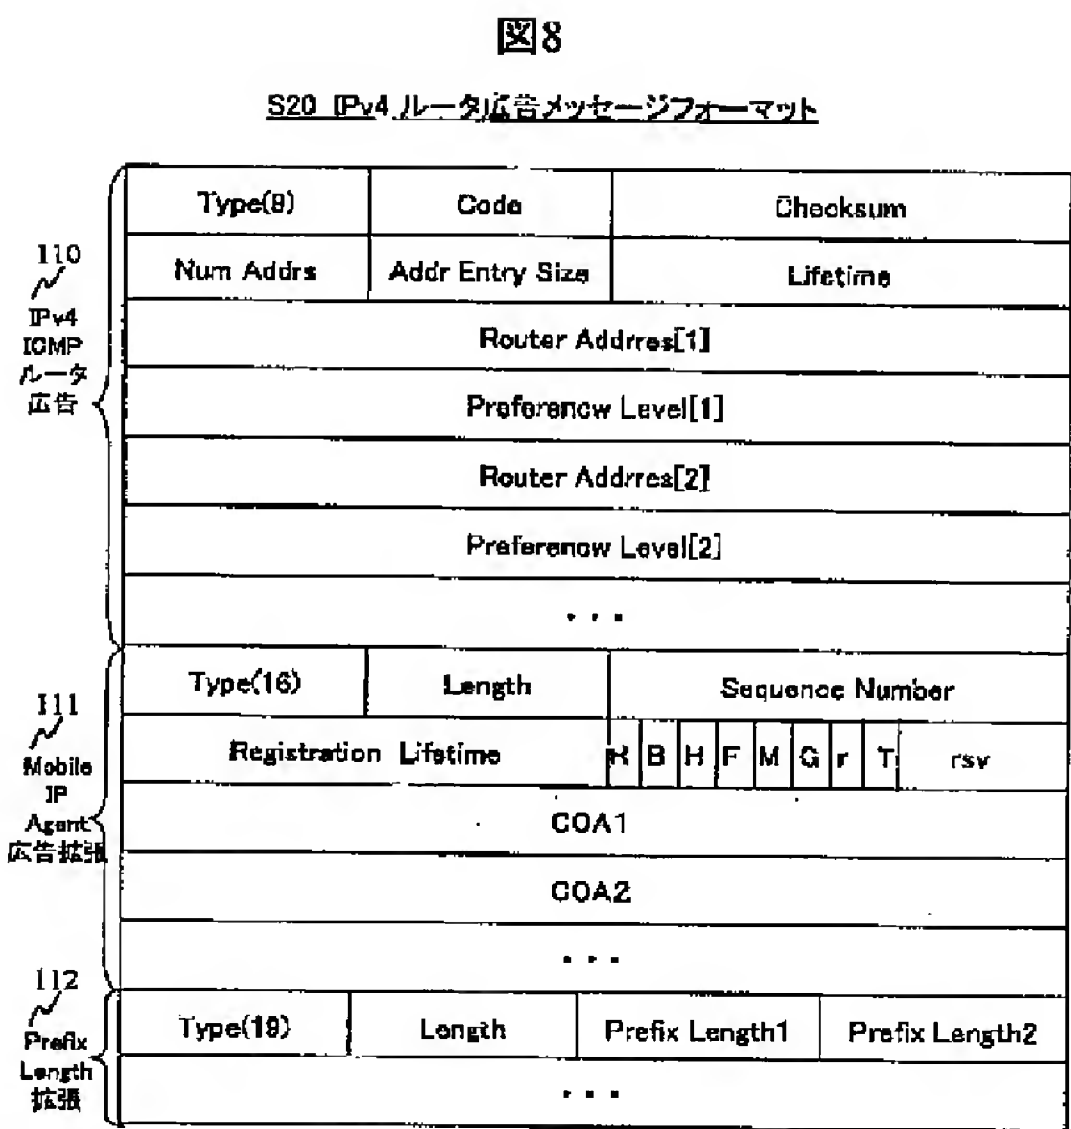 図8
S20 IPv4 ルータ広告メッセージフォーマット
110
IPv4
ICMP
ルータ
広告
Type(9) Code Checksum
Num Addrs Addr Entry Size Lifetime
Router Addrres[1]
Preferenow Level[1]
Router Addrres[2]
Preferenow Level[2]
...
111
Mobile
IP
Agent
広告拡張
Type(16) Length Sequence Number
Registration Lifetime R B H F M G r T rsv
COA1
COA2
...
112
Prefix
Length
拡張
Type(19) Length Prefix Length1 Prefix Length2
...